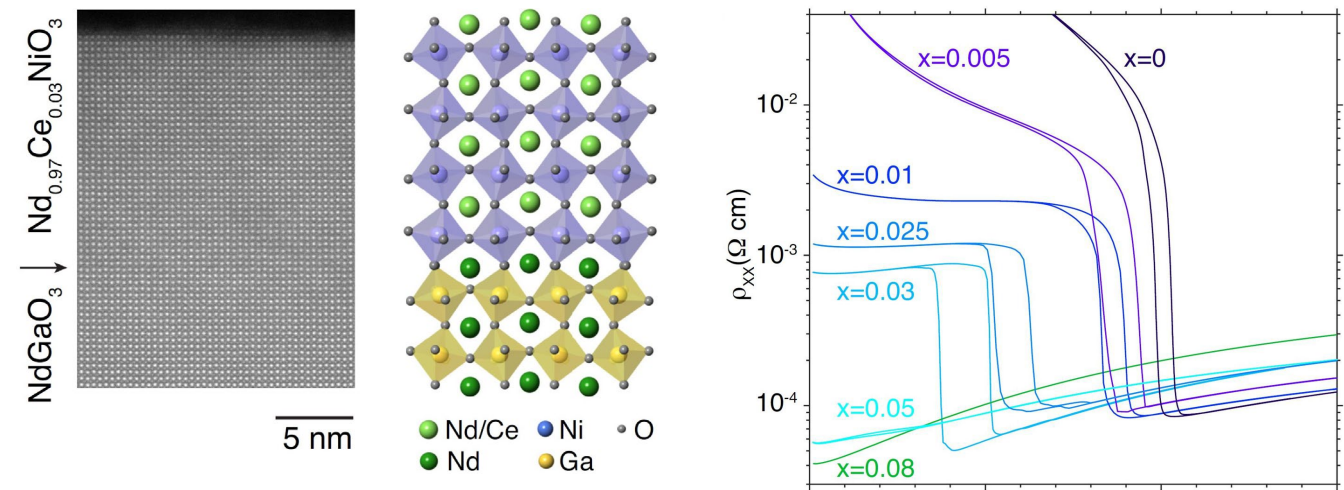 Nd0.97Ce0.03NiO3
NdGaO3
5 nm
Nd/Ce
Ni
O
Nd
Ga
ρxx(Ω cm)
10-2
10-3
10-4
x=0.005
x=0
x=0.01
x=0.025
x=0.03
x=0.05
x=0.08